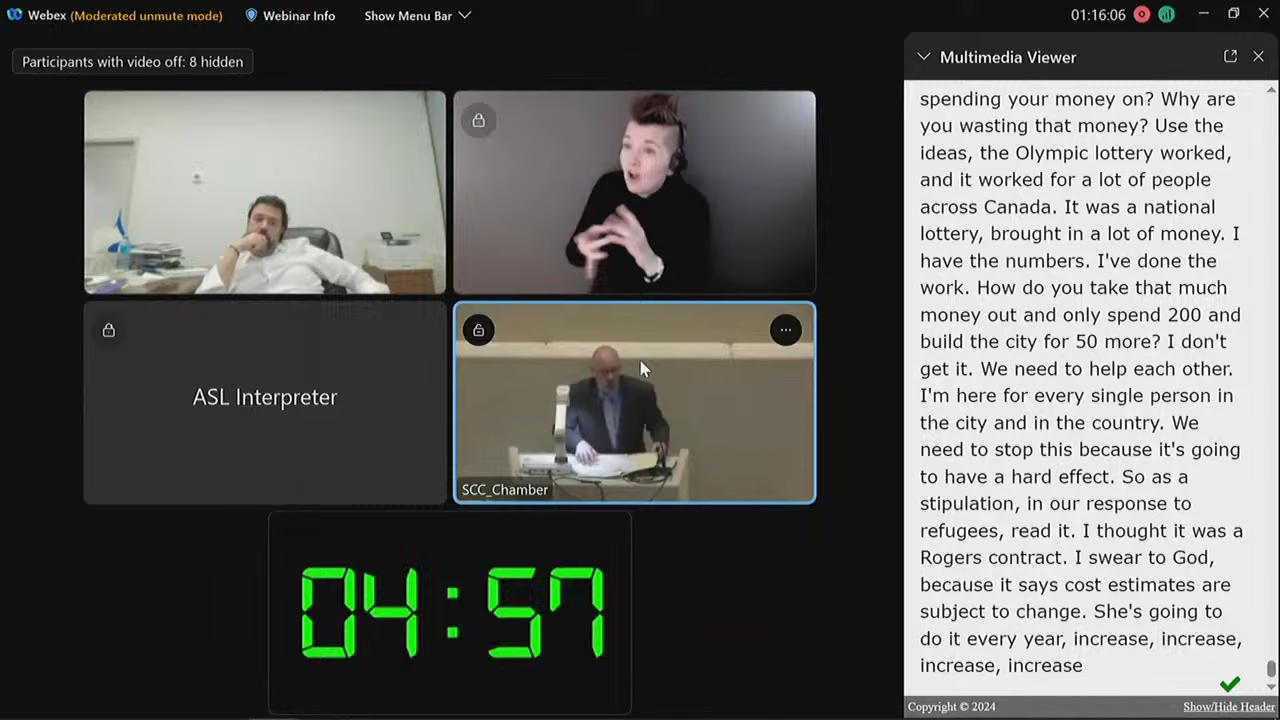 Webex (Moderated unmute mode) Webinar Info Show Menu Bar 01:16:06
Participants with video off: 8 hidden
ASL Interpreter
SCC_Chamber
04:57
Multimedia Viewer
spending your money on? Why are
you wasting that money? Use the
ideas, the Olympic lottery worked,
and it worked for a lot of people
across Canada. It was a national
lottery, brought in a lot of money. I
have the numbers. I've done the
work. How do you take that much
money out and only spend 200 and
build the city for 50 more? I don't
get it. We need to help each other.
I'm here for every single person in
the city and in the country. We
need to stop this because it's going
to have a hard effect. So as a
stipulation, in our response to
refugees, read it. I thought it was a
Rogers contract. I swear to God,
because it says cost estimates are
subject to change. She's going to
do it every year, increase, increase,
increase, increase
Copyright © 2024 Show/Hide Header